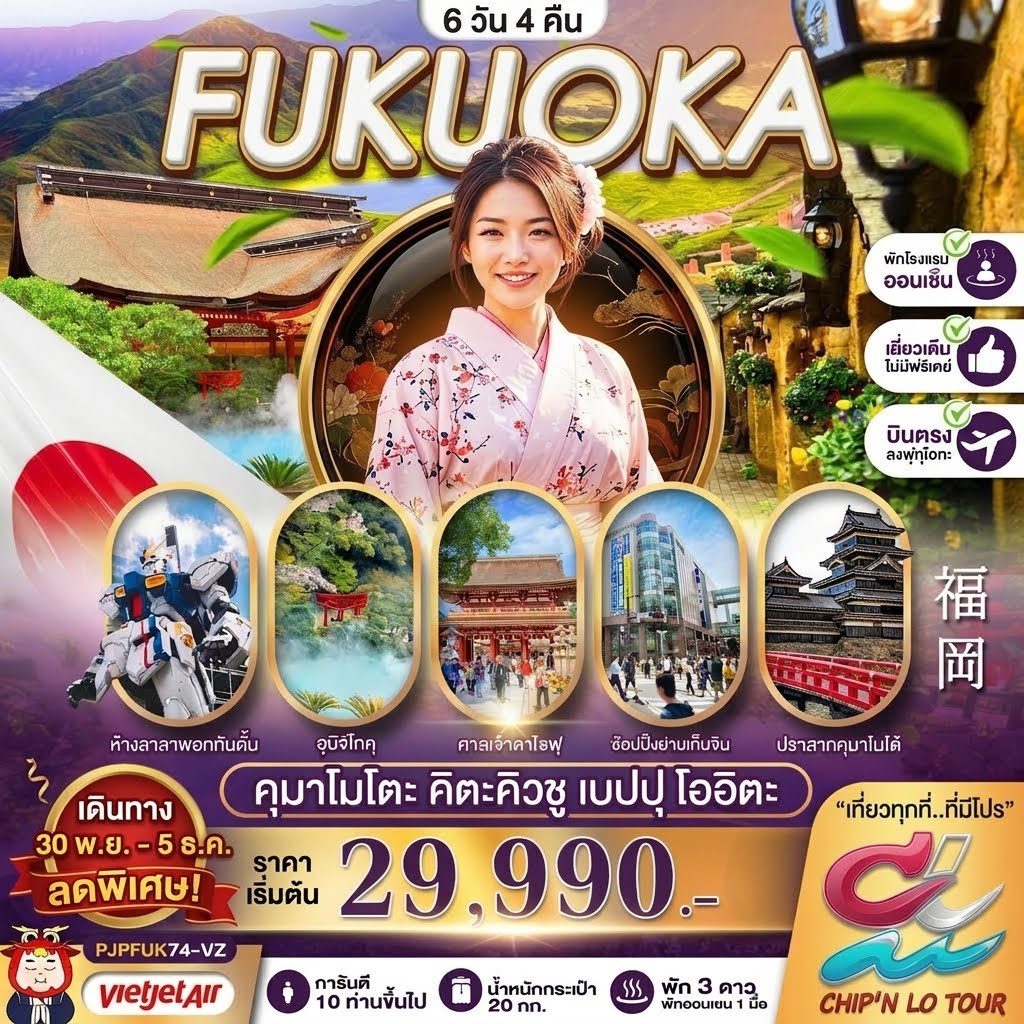 6 วัน 4 คืน
FUKUOKA
พักโรงแรม
ออนเซ็น
เยี่ยวเต็ม
ไม่มีฟรีเดย์
บินตรง
ลงฟุกุโอกะ
福
岡
ห้างลาลาพอทกันดั้น
อุบิจิโกคุ
ศาลเจ้าดาไซฟุ
ช้อปปิ้งย่านเท็นจิน
ปราสาทคุมาโมโต้
คุมาโมโตะ คิตะคิวชู เบปปุ โออิตะ
เดินทาง
30 พ.ย. - 5 ธ.ค.
ลดพิเศษ!
ราคา
เริ่มต้น
29,990.-
"เที่ยวทุกที่..ที่มีโปร"
CHIP'N LO TOUR
PJPFUK74-VZ
vietjetAir
การันตี
10 ท่านขึ้นไป
น้ำหนักกระเป๋า
20 กก.
พัก 3 ดาว
พักออนเซน 1 มื้อ